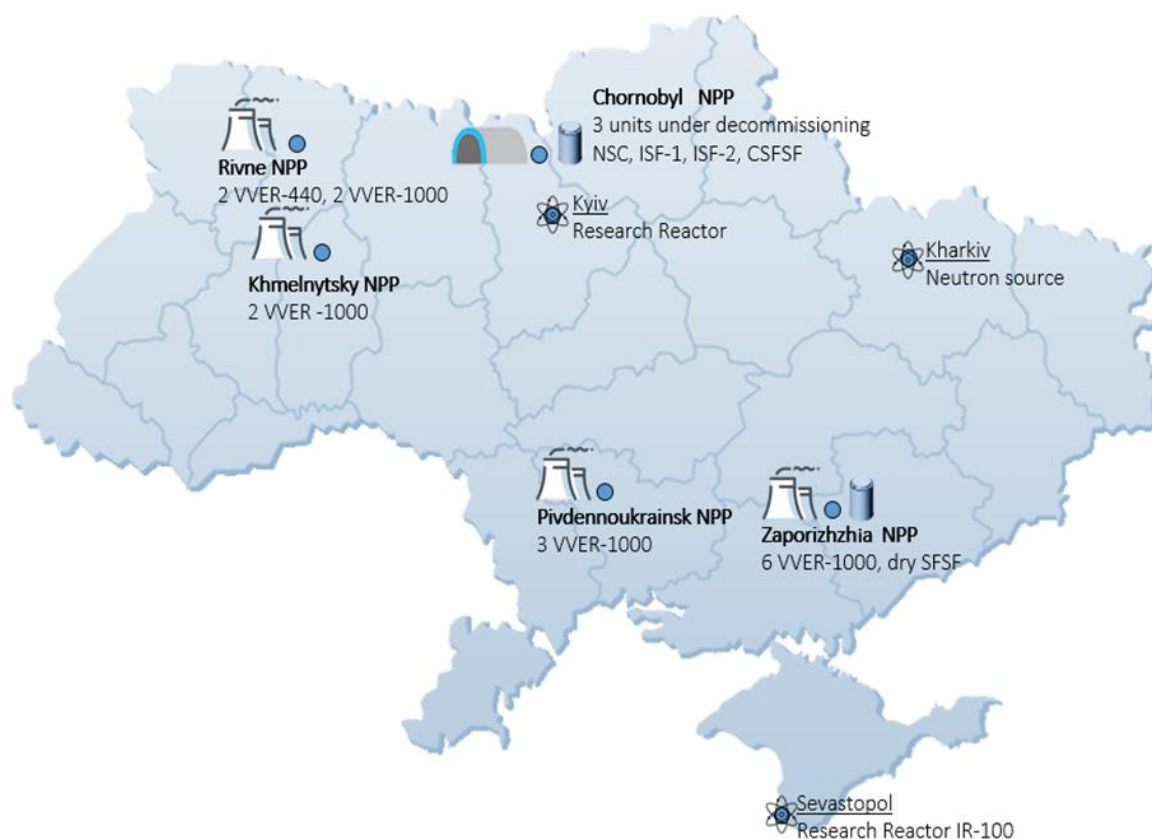 Chornobyl NPP
3 units under decommissioning
NSC, ISF-1, ISF-2, CSFSF
Rivne NPP
2 VVER-440, 2 VVER-1000
Kyiv
Research Reactor
Kharkiv
Neutron source
Khmelnytsky NPP
2 VVER -1000
Pivdennoukrainsk NPP
3 VVER-1000
Zaporizhzhia NPP
6 VVER-1000, dry SFSF
Sevastopol
Research Reactor IR-100